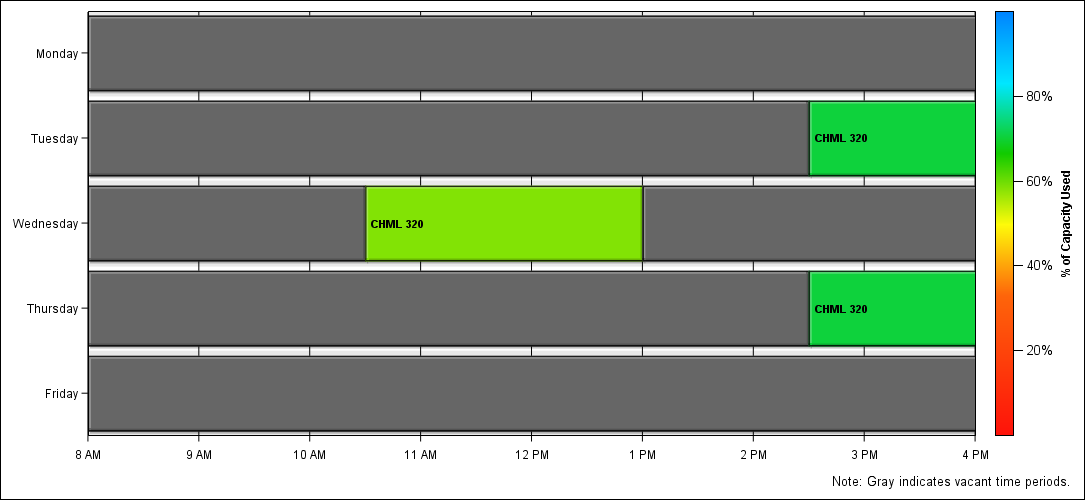 Monday
Tuesday
CHML 320
Wednesday
CHML 320
Thursday
CHML 320
Friday
8 AM 9 AM 10 AM 11 AM 12 PM 1 PM 2 PM 3 PM 4 PM
80%
60%
40%
20%
% of Capacity Used
Note: Gray indicates vacant time periods.